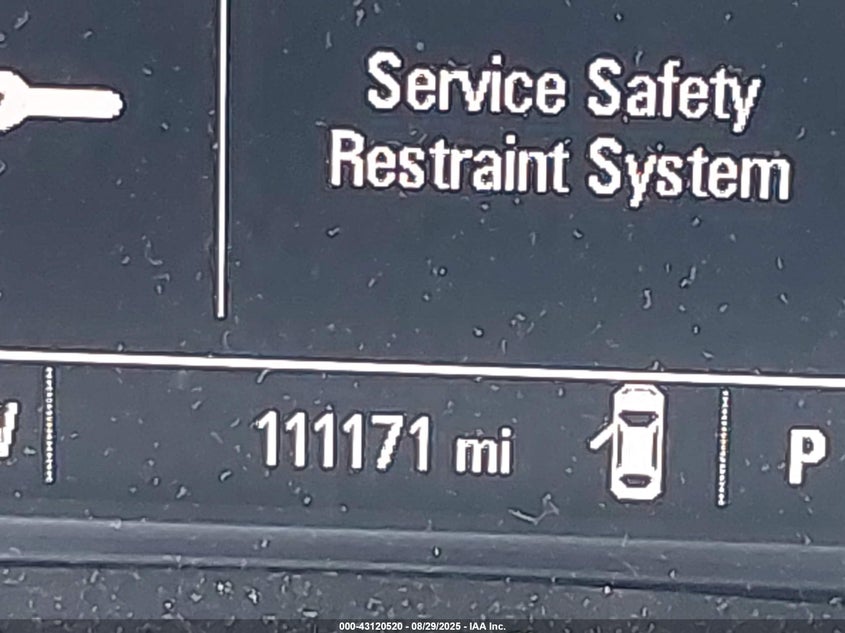 Service Safety
Restraint System
111171 mi
P
000-43120520 - 08/29/2025 - IAA Inc.